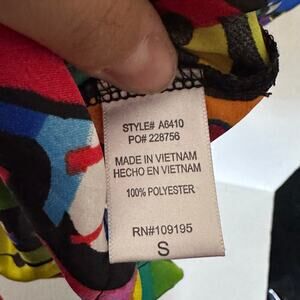 STYLE# A6410
PO# 228756
MADE IN VIETNAM
HECHO EN VIETNAM
100% POLYESTER
RN#109195
S